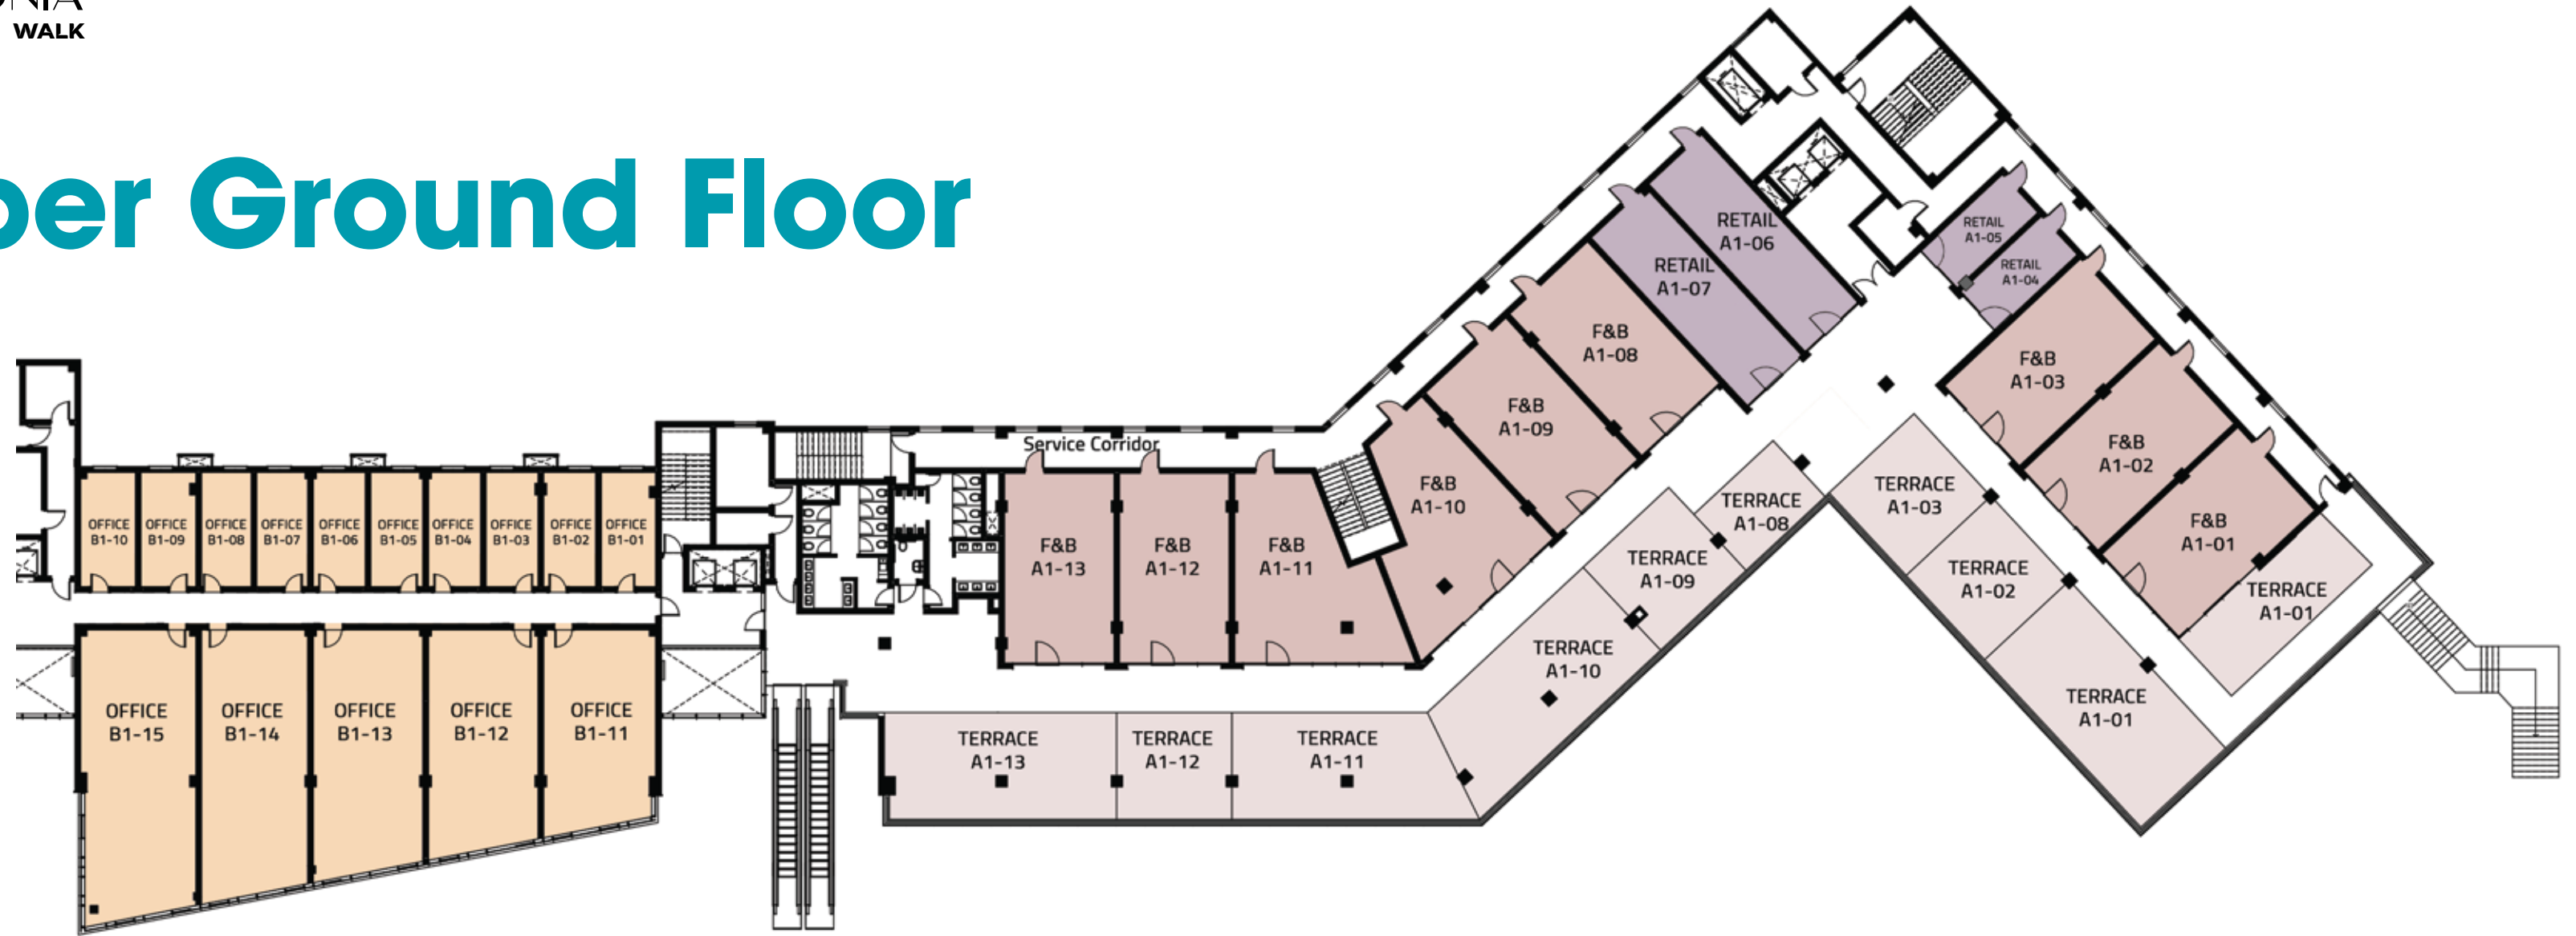 WALK
per Ground Floor
RETAIL
A1-06
RETAIL
A1-07
RETAIL
A1-05
RETAIL
A1-04
F&B
A1-08
F&B
A1-09
F&B
A1-10
F&B
A1-03
F&B
A1-02
F&B
A1-01
Service Corridor
F&B
A1-13
F&B
A1-12
F&B
A1-11
OFFICE
B1-10
OFFICE
B1-09
OFFICE
B1-08
OFFICE
B1-07
OFFICE
B1-06
OFFICE
B1-05
OFFICE
B1-04
OFFICE
B1-03
OFFICE
B1-02
OFFICE
B1-01
OFFICE
B1-15
OFFICE
B1-14
OFFICE
B1-13
OFFICE
B1-12
OFFICE
B1-11
TERRACE
A1-13
TERRACE
A1-12
TERRACE
A1-11
TERRACE
A1-10
TERRACE
A1-09
TERRACE
A1-08
TERRACE
A1-03
TERRACE
A1-02
TERRACE
A1-01
TERRACE
A1-01